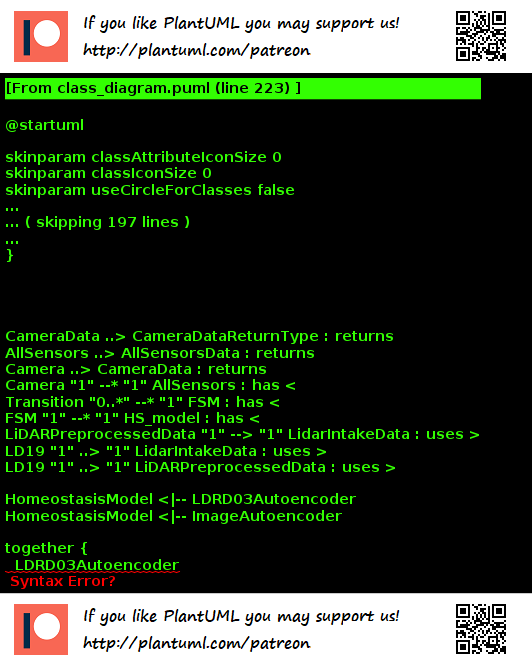 If you like PlantUML you may support us!
http://plantuml.com/patreon
[From class_diagram.puml (line 223) ]
@startuml
skinparam classAttributeIconSize 0
skinparam classIconSize 0
skinparam useCircleForClasses false
...
... ( skipping 197 lines )
...
}
CameraData ..> CameraDataReturnType : returns
AllSensors ..> AllSensorsData : returns
Camera ..> CameraData : returns
Camera "1" --* "1" AllSensors : has <
Transition "0..*" --* "1" FSM : has <
FSM "1" --* "1" HS_model : has <
LiDARPreprocessedData "1" --> "1" LidarIntakeData : uses >
LD19 "1" ..> "1" LidarIntakeData : uses >
LD19 "1" ..> "1" LiDARPreprocessedData : uses >
HomeostasisModel <|-- LDRD03Autoencoder
HomeostasisModel <|-- ImageAutoencoder
together {
LDRD03Autoencoder
Syntax Error?
If you like PlantUML you may support us!
http://plantuml.com/patreon